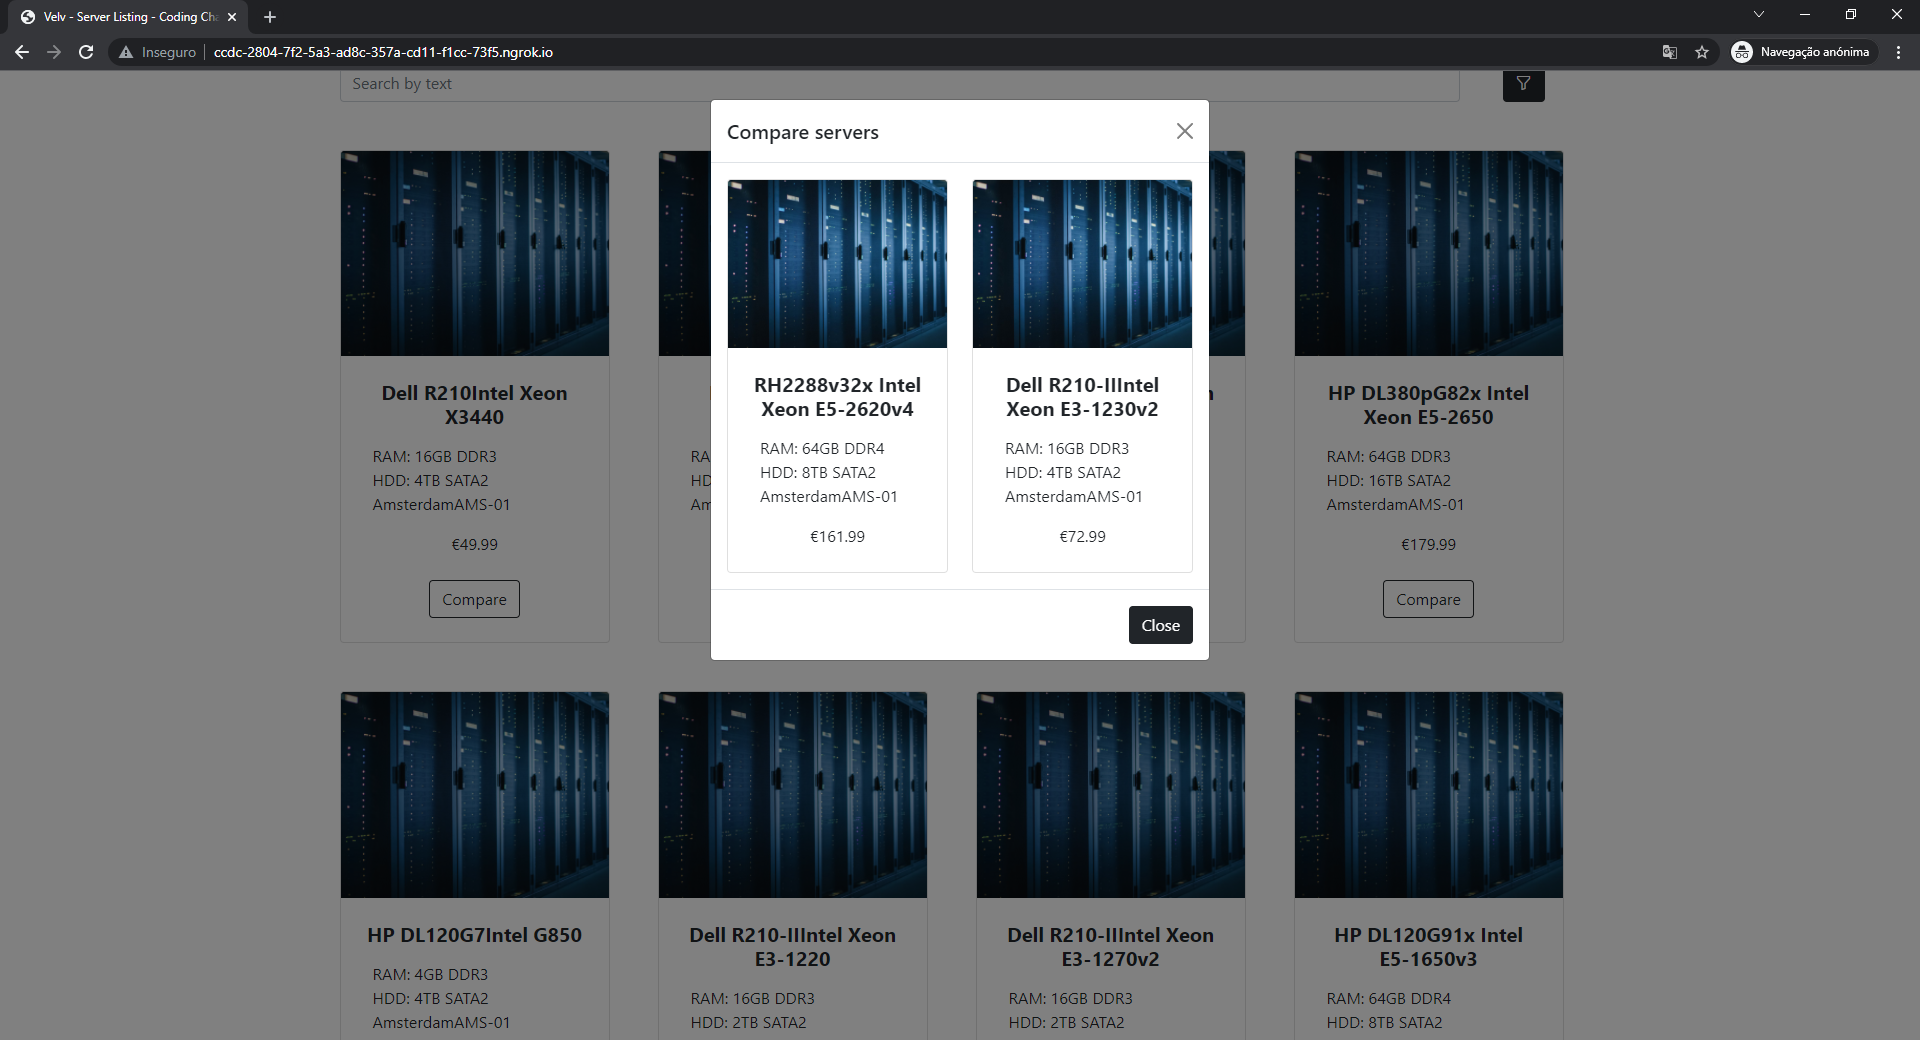 Velv - Server Listing - Coding Cha
Inseguro
ccdc-2804-7f2-5a3-ad8c-357a-cd11-f1cc-73f5.ngrok.io
Navegação anónima
Search by text
Compare servers
RH2288v32x Intel
Xeon E5-2620v4
RAM: 64GB DDR4
HDD: 8TB SATA2
AmsterdamAMS-01
€161.99
Dell R210-IIIntel
Xeon E3-1230v2
RAM: 16GB DDR3
HDD: 4TB SATA2
AmsterdamAMS-01
€72.99
Close
Dell R210Intel Xeon
X3440
RAM: 16GB DDR3
HDD: 4TB SATA2
AmsterdamAMS-01
€49.99
Compare
RA
HD
Am
HP DL380pG82x Intel
Xeon E5-2650
RAM: 64GB DDR3
HDD: 16TB SATA2
AmsterdamAMS-01
€179.99
Compare
HP DL120G7Intel G850
RAM: 4GB DDR3
HDD: 4TB SATA2
AmsterdamAMS-01
Dell R210-IIIntel Xeon
E3-1220
RAM: 16GB DDR3
HDD: 2TB SATA2
Dell R210-IIIntel Xeon
E3-1270v2
RAM: 16GB DDR3
HDD: 2TB SATA2
HP DL120G91x Intel
E5-1650v3
RAM: 64GB DDR4
HDD: 8TB SATA2